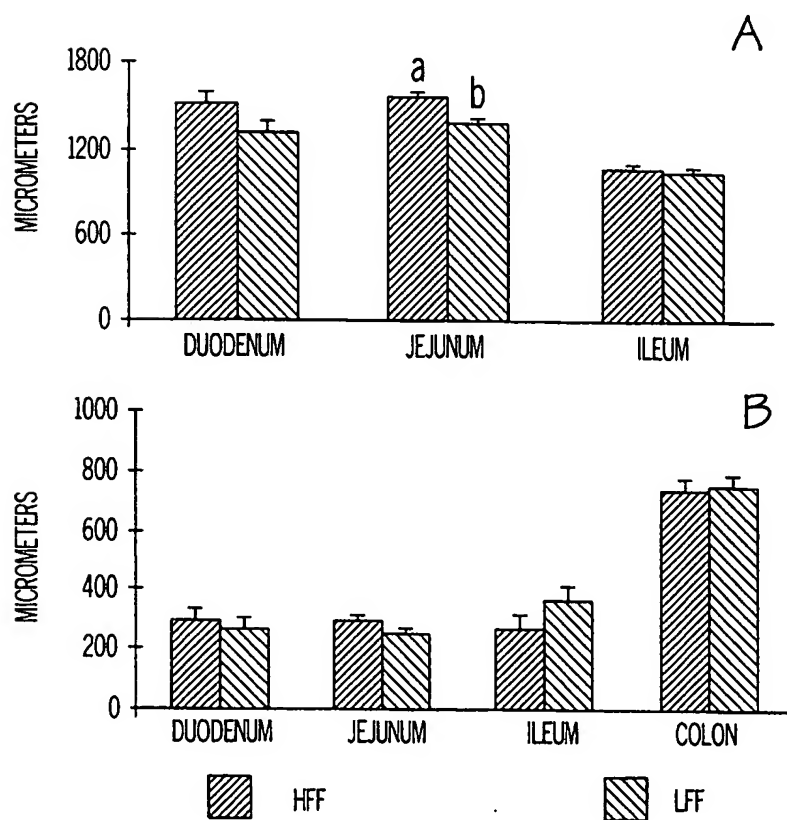 A
MICROMETERS
1800
1200
600
0
a
b
DUODENUM JEJUNUM ILEUM
B
MICROMETERS
1000
800
600
400
200
0
DUODENUM JEJUNUM ILEUM COLON
HFF LFF